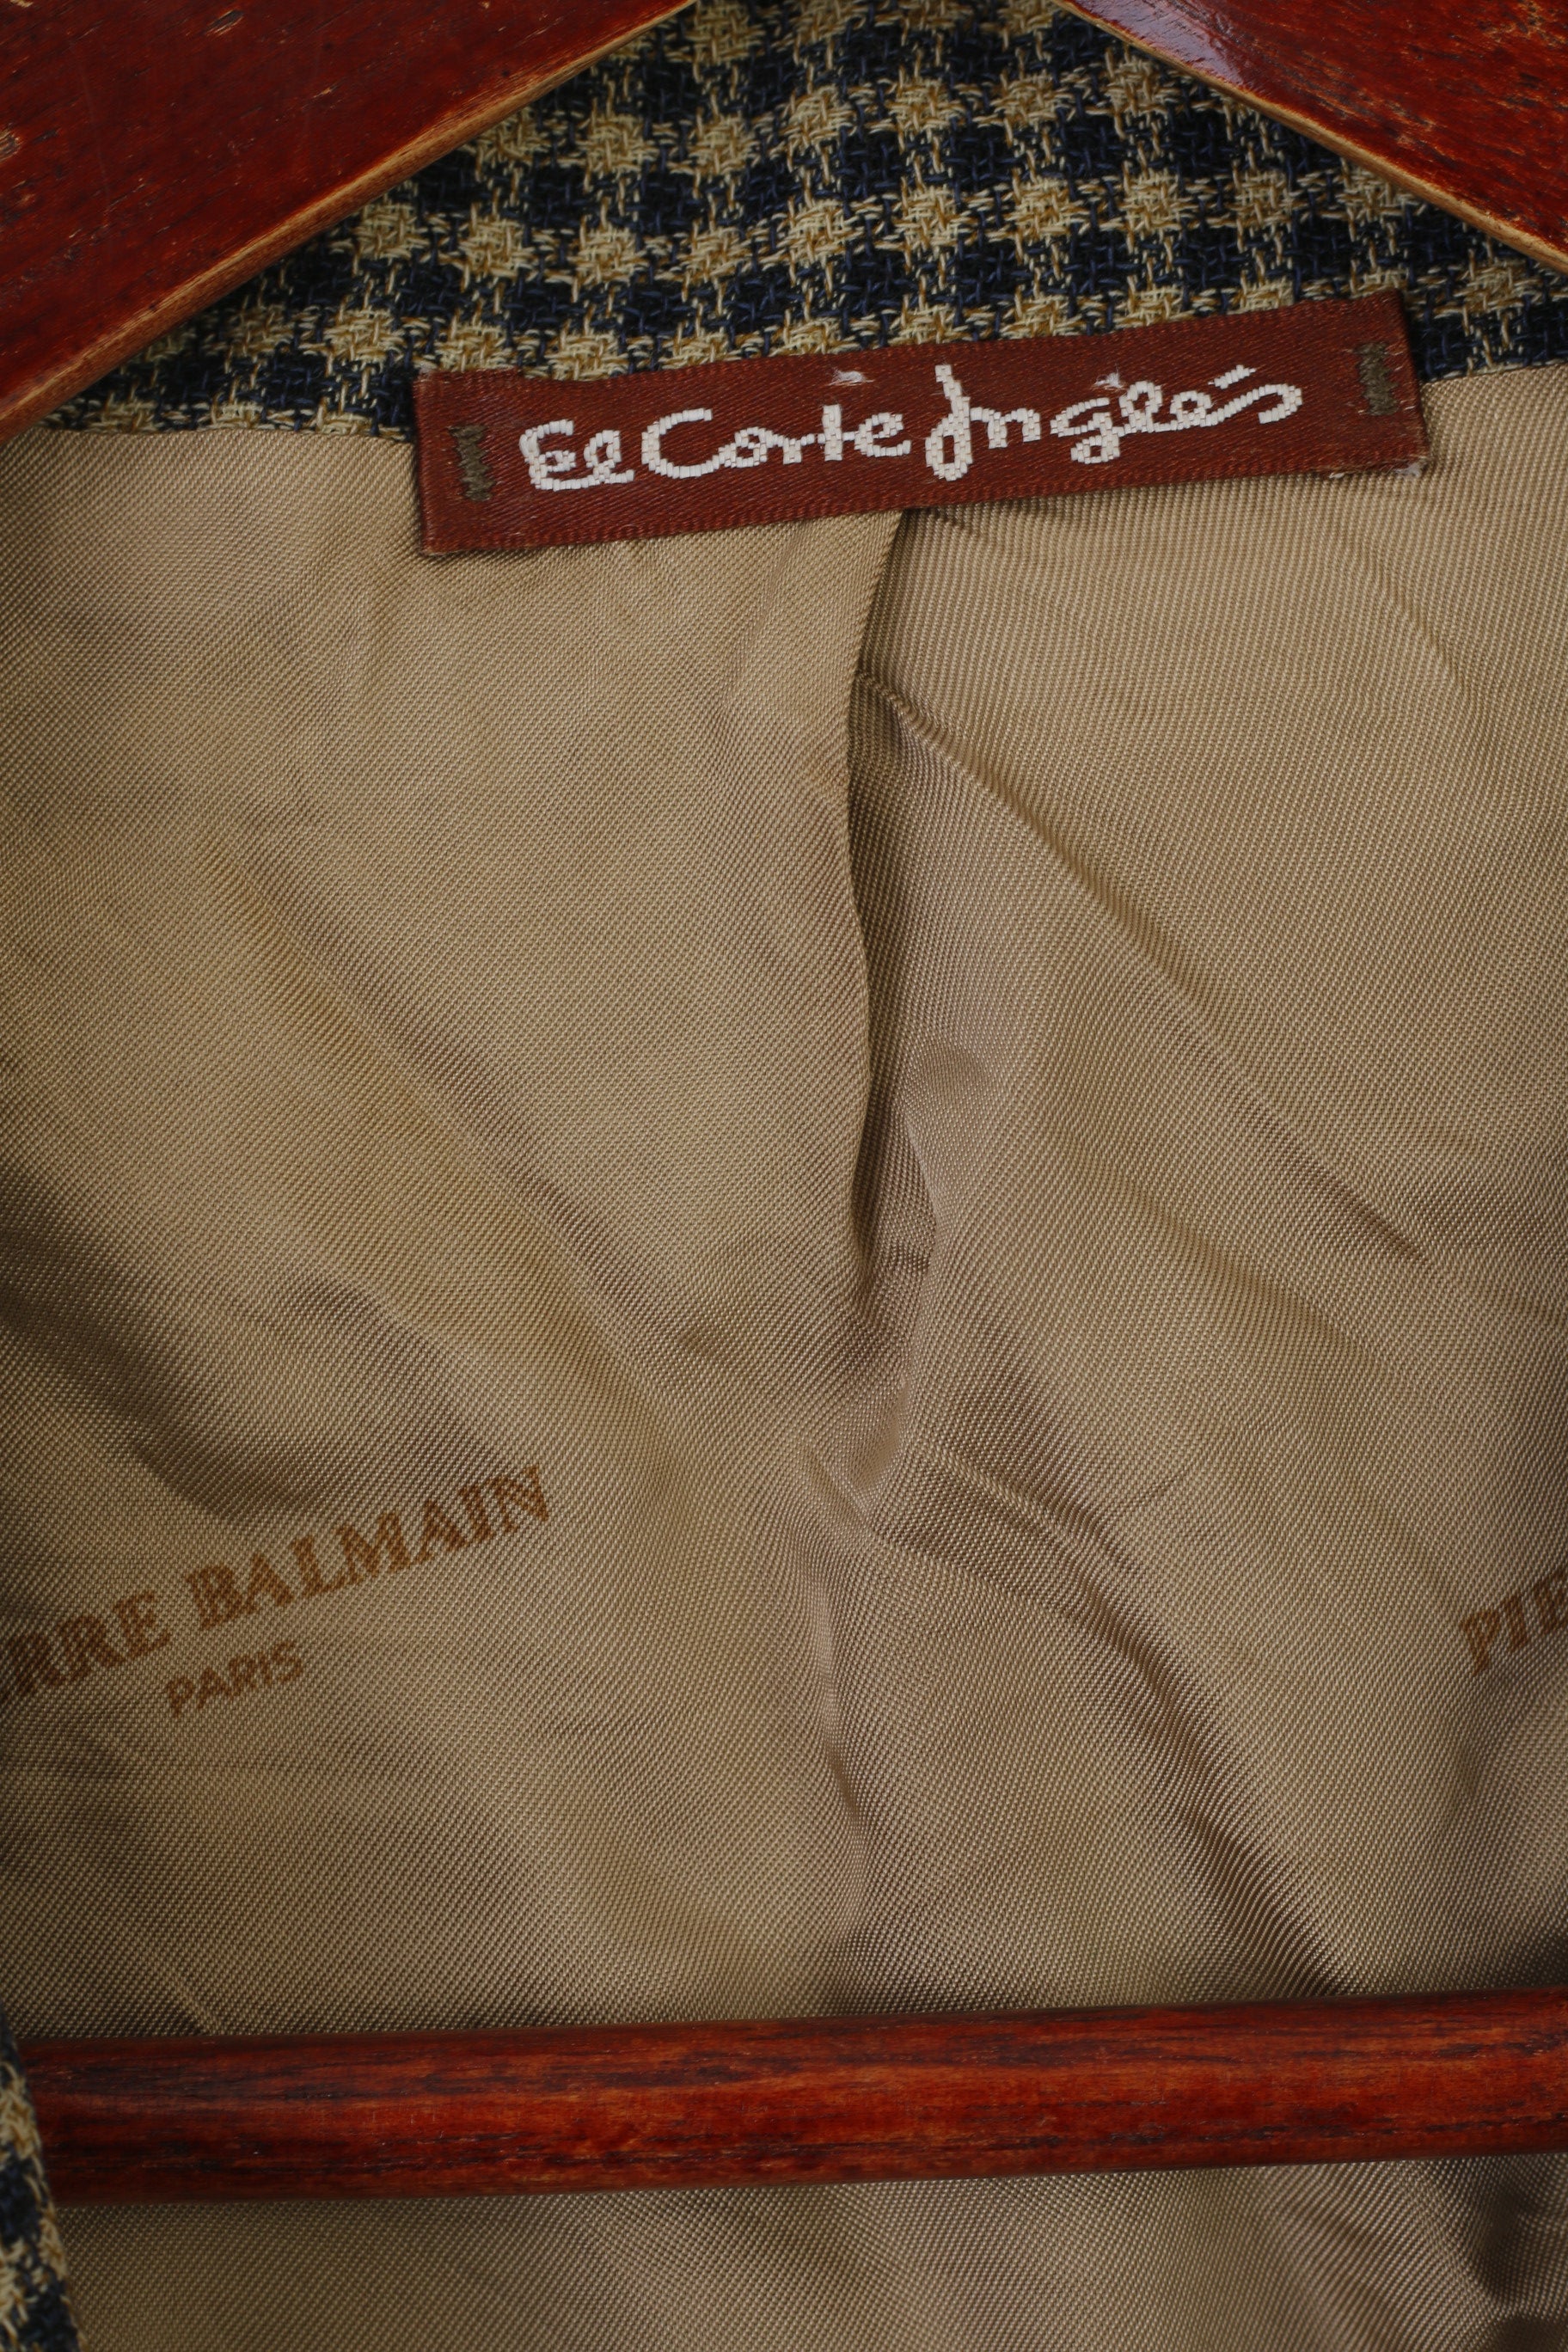 El Corte Inglés
RRE BALMAIN
PARIS
PIE